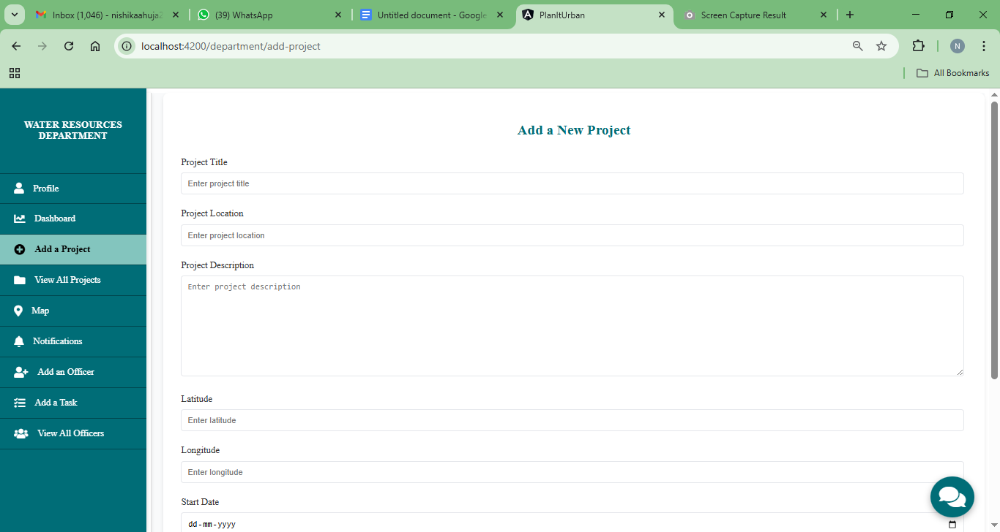 Inbox (1,046) - nishikaahuja2
(39) WhatsApp
Untitled document - Google
PlanItUrban
Screen Capture Result
localhost:4200/department/add-project
N
All Bookmarks
WATER RESOURCES
DEPARTMENT
Profile
Dashboard
Add a Project
View All Projects
Map
Notifications
Add an Officer
Add a Task
View All Officers
Add a New Project
Project Title
Enter project title
Project Location
Enter project location
Project Description
Enter project description
Latitude
Enter latitude
Longitude
Enter longitude
Start Date
dd-mm-yyyy